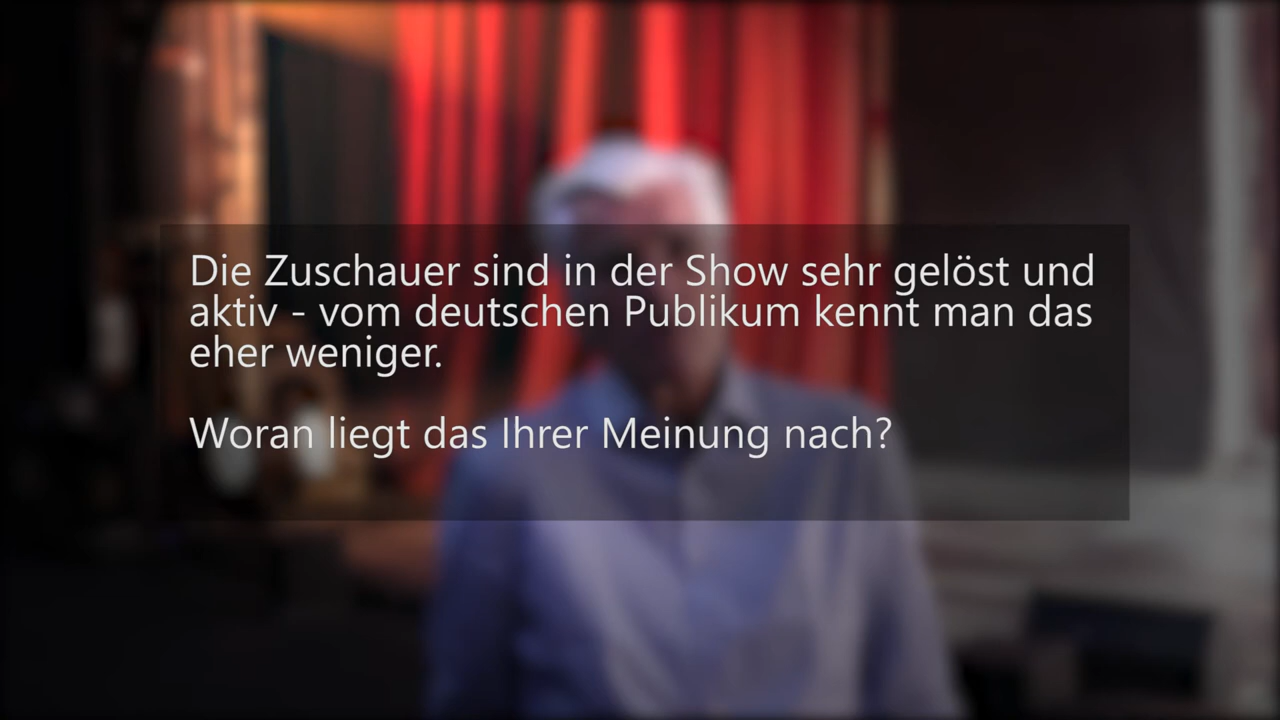 Die Zuschauer sind in der Show sehr gelöst und
aktiv - vom deutschen Publikum kennt man das
eher weniger.
Woran liegt das Ihrer Meinung nach?